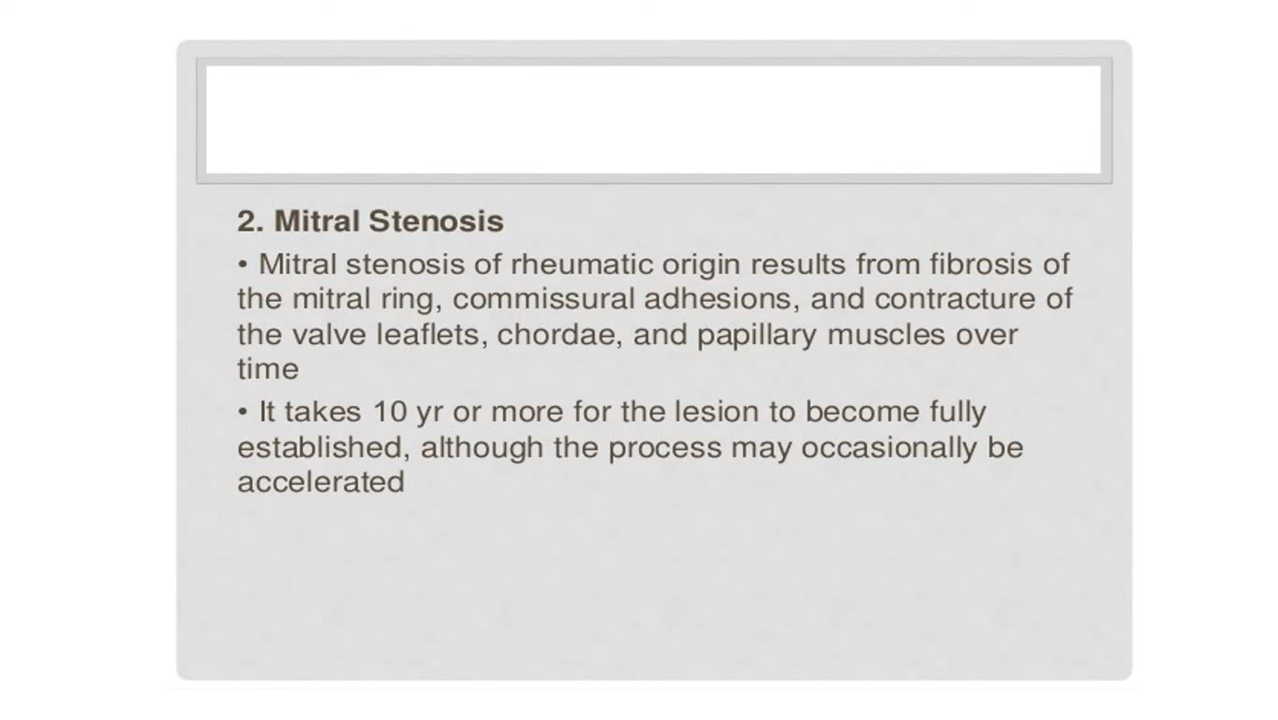 2. Mitral Stenosis
• Mitral stenosis of rheumatic origin results from fibrosis of
the mitral ring, commissural adhesions, and contracture of
the valve leaflets, chordae, and papillary muscles over
time
• It takes 10 yr or more for the lesion to become fully
established, although the process may occasionally be
accelerated